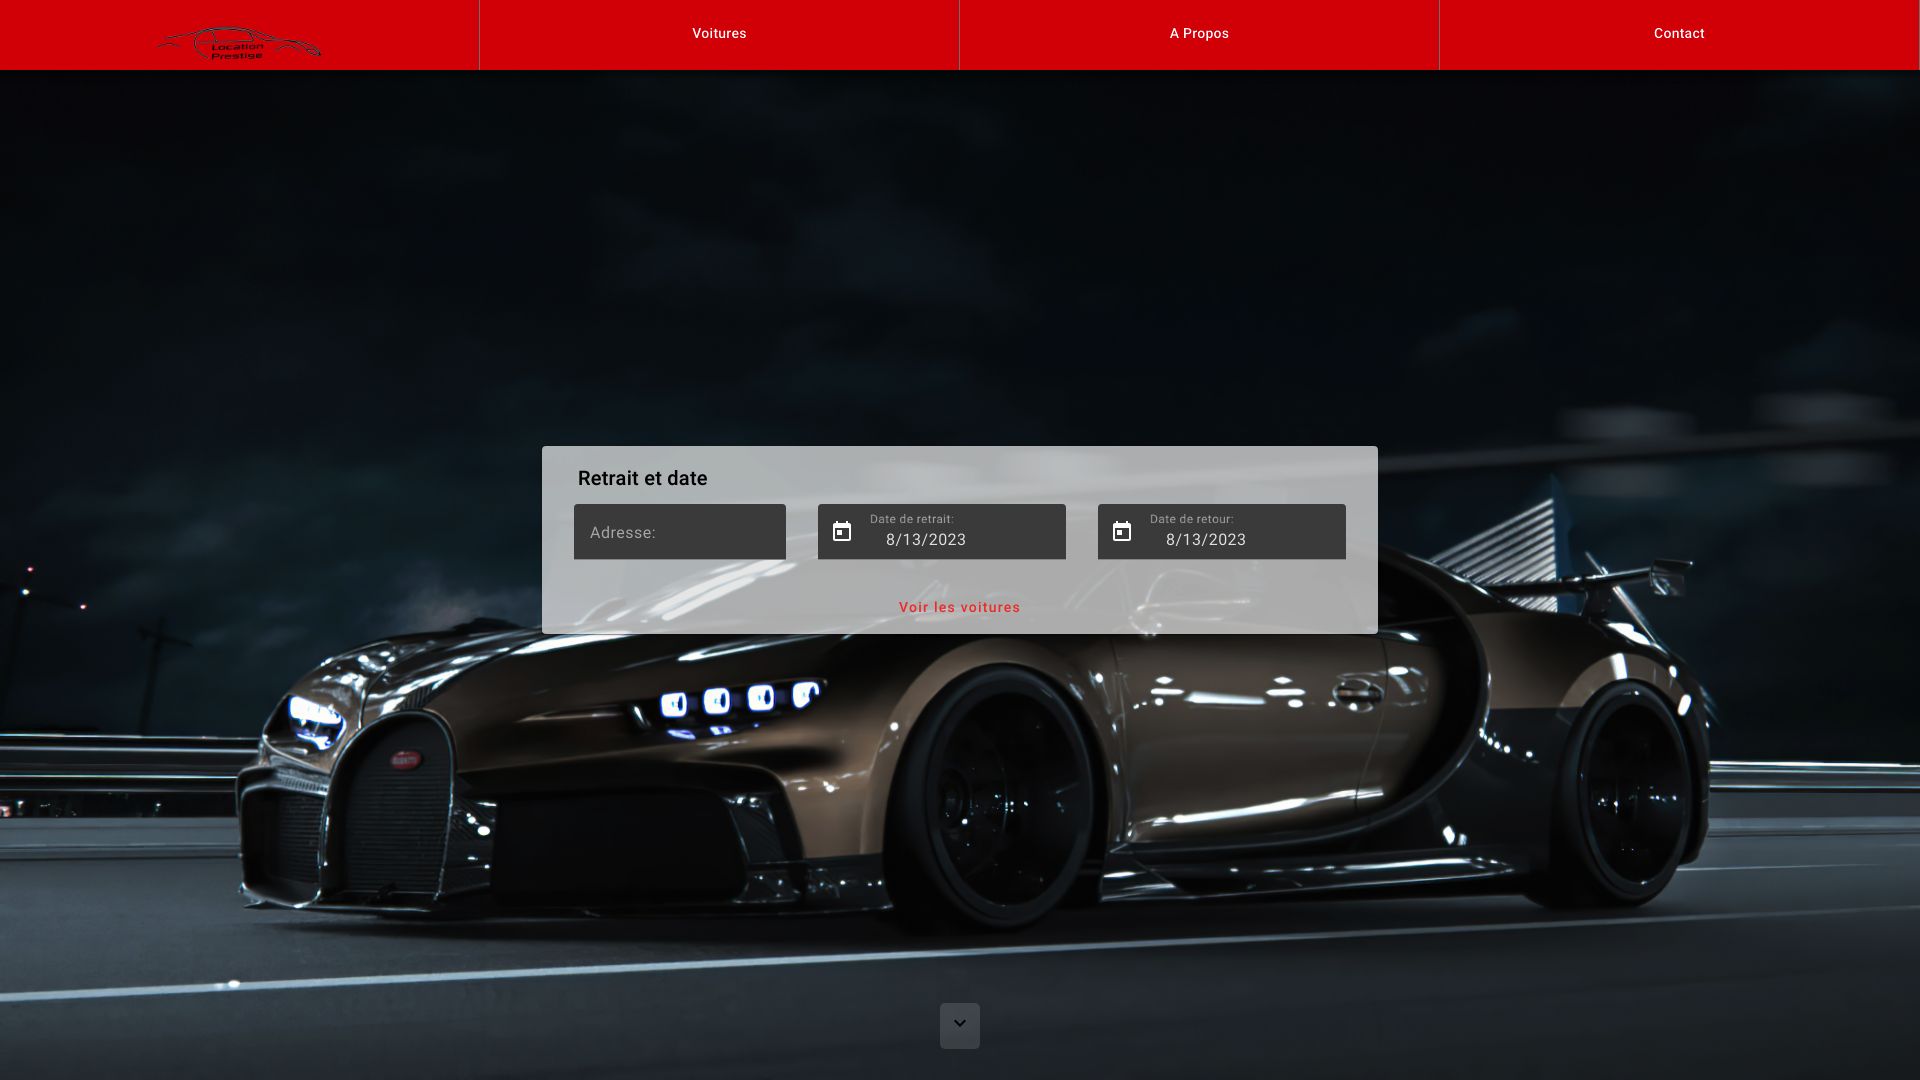 Location
Prestige
Voitures
A Propos
Contact
Retrait et date
Adresse:
Date de retrait:
8/13/2023
Date de retour:
8/13/2023
Voir les voitures